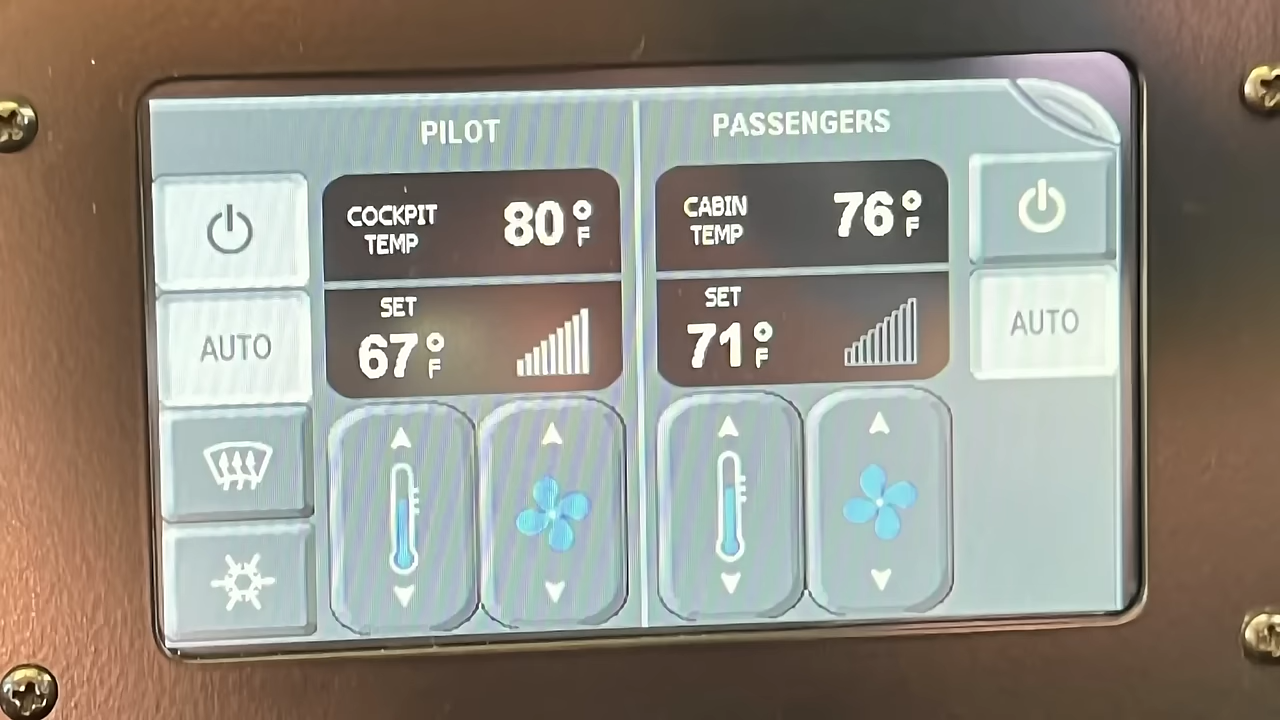 PILOT
PASSENGERS
COCKPIT
TEMP
80°F
CABIN
TEMP
76°F
SET
67°F
SET
71°F
AUTO
AUTO